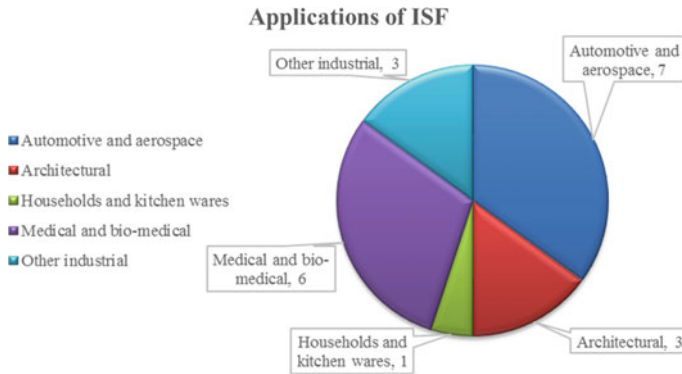 Applications of ISF
Other industrial, 3
Automotive and
aerospace, 7
Automotive and aerospace
Architectural
Households and kitchen wares
Medical and bio-medical
Other industrial
Medical and bio-
medical, 6
Households and
kitchen wares, 1
Architectural, 3